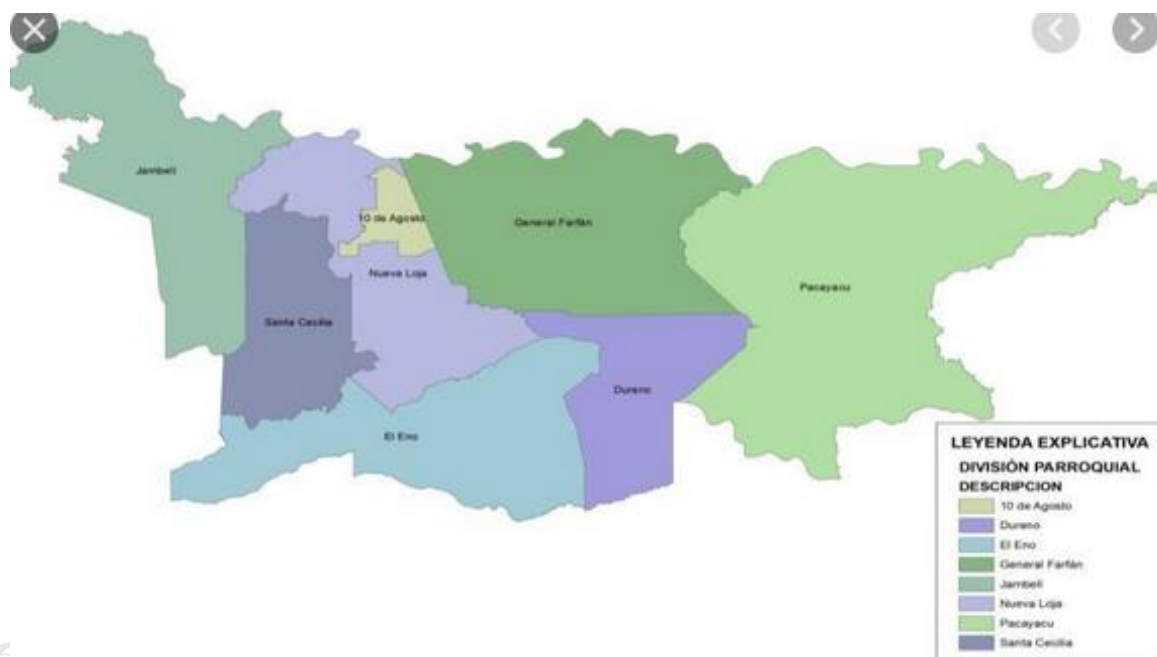 Jambelí
10 de Agosto
General Farfán
Nueva Loja
Pacayacu
Santa Cecilia
Dureno
El Eno
LEYENDA EXPLICATIVA
DIVISIÓN PARROQUIAL
DESCRIPCION
10 de Agosto
Dureno
El Eno
General Farfán
Jambelí
Nueva Loja
Pacayacu
Santa Cecilia